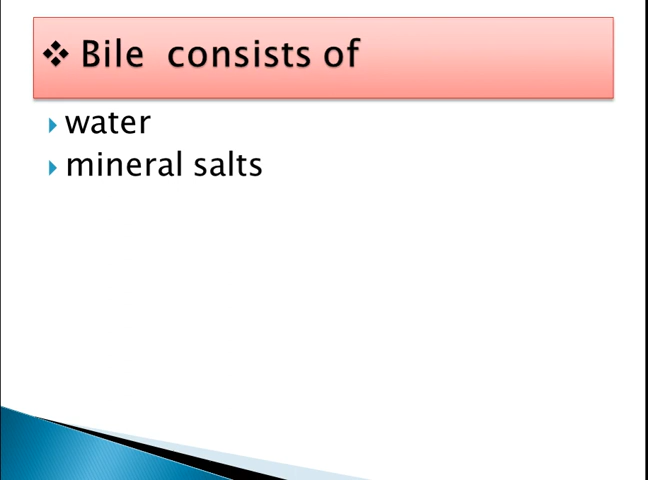 ❖ Bile consists of
water
mineral salts